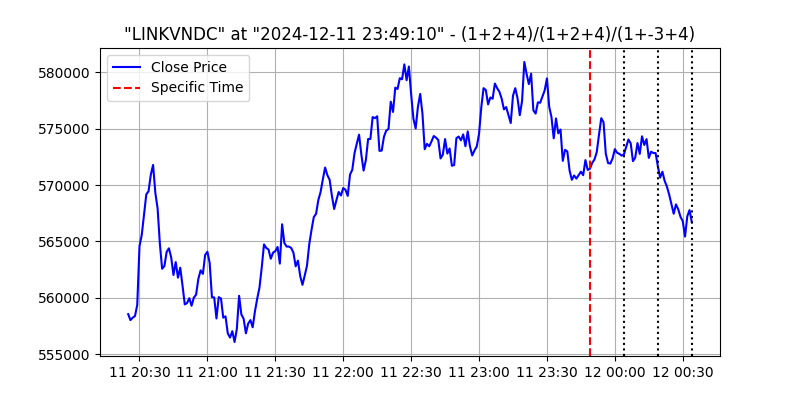 "LINKVNDC" at "2024-12-11 23:49:10" - (1+2+4)/(1+2+4)/(1+-3+4)
Close Price
Specific Time
580000
575000
570000
565000
560000
555000
11 20:30 11 21:00 11 21:30 11 22:00 11 22:30 11 23:00 11 23:30 12 00:00 12 00:30